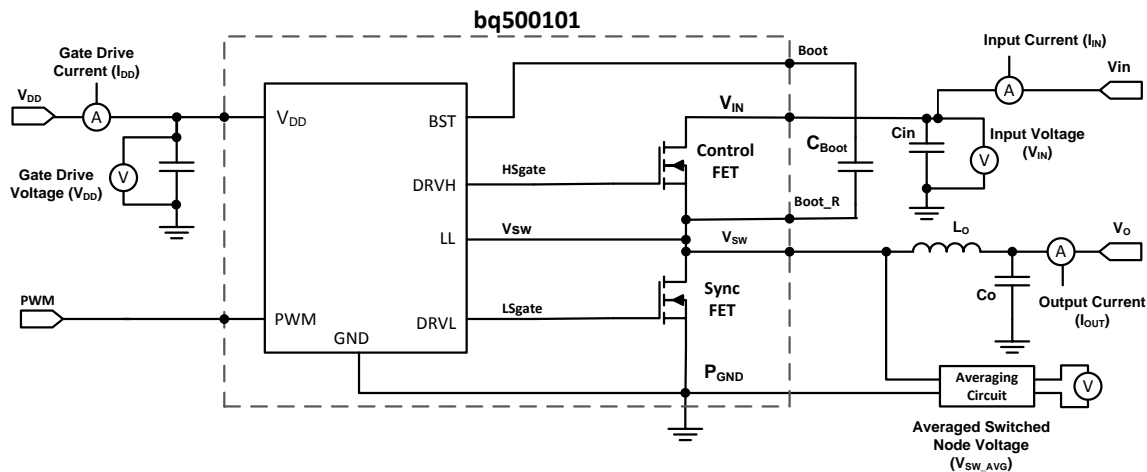 bq500101
Gate Drive
Current (IDD)
VDD
A
Gate Drive
Voltage (VDD)
V
PWM
VDD
BST
DRVH
LL
DRVL
PWM
GND
HSgate
Vsw
LSgate
Boot
VIN
Control
FET
CBoot
Boot_R
VSW
Sync
FET
PGND
Input Current (IIN)
Vin
A
Cin
V
Input Voltage
(VIN)
LO
VO
A
Co
Output Current
(IOUT)
Averaging
Circuit
V
Averaged Switched
Node Voltage
(VSW_AVG)